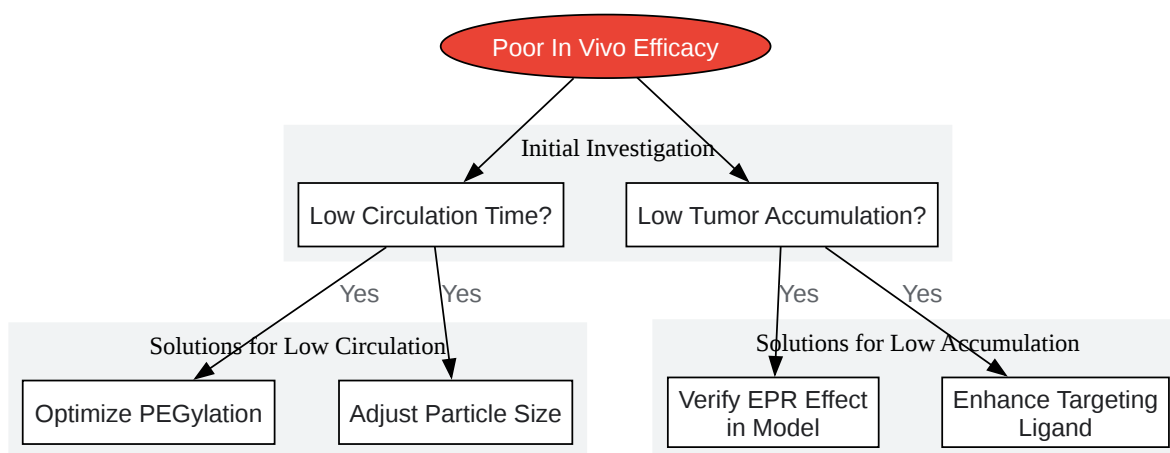 Poor In Vivo Efficacy
Initial Investigation
Low Circulation Time?
Low Tumor Accumulation?
Yes
Yes
Yes
Yes
Solutions for Low Circulation
Solutions for Low Accumulation
Optimize PEGylation
Adjust Particle Size
Verify EPR Effect
in Model
Enhance Targeting
Ligand